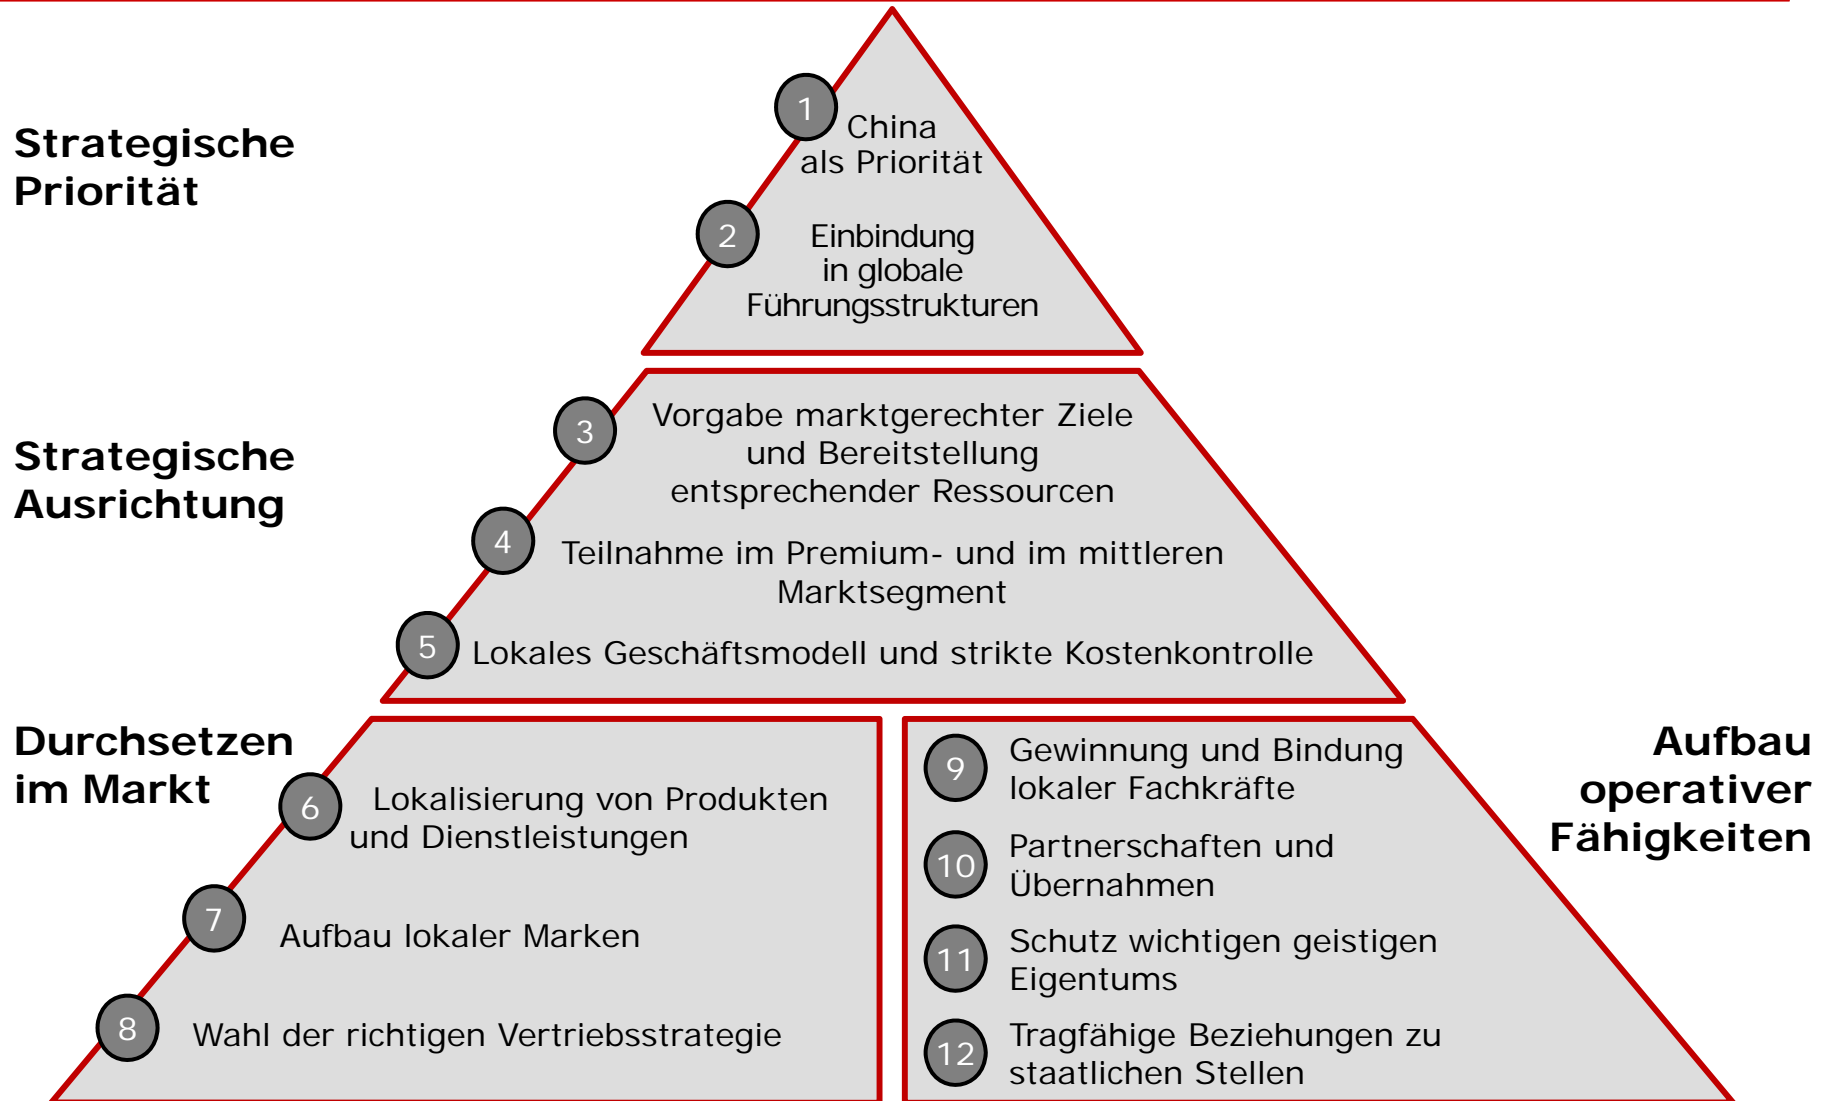 Strategische
Priorität
1
China
als Priorität
2
Einbindung
in globale
Führungsstrukturen
Strategische
Ausrichtung
3
Vorgabe marktgerechter Ziele
und Bereitstellung
entsprechender Ressourcen
4
Teilnahme im Premium- und im mittleren
Marktsegment
5
Lokales Geschäftsmodell und strikte Kostenkontrolle
Durchsetzen
im Markt
6
Lokalisierung von Produkten
und Dienstleistungen
7
Aufbau lokaler Marken
8
Wahl der richtigen Vertriebsstrategie
Aufbau
operativer
Fähigkeiten
9
Gewinnung und Bindung
lokaler Fachkräfte
10
Partnerschaften und
Übernahmen
11
Schutz wichtigen geistigen
Eigentums
12
Tragfähige Beziehungen zu
staatlichen Stellen